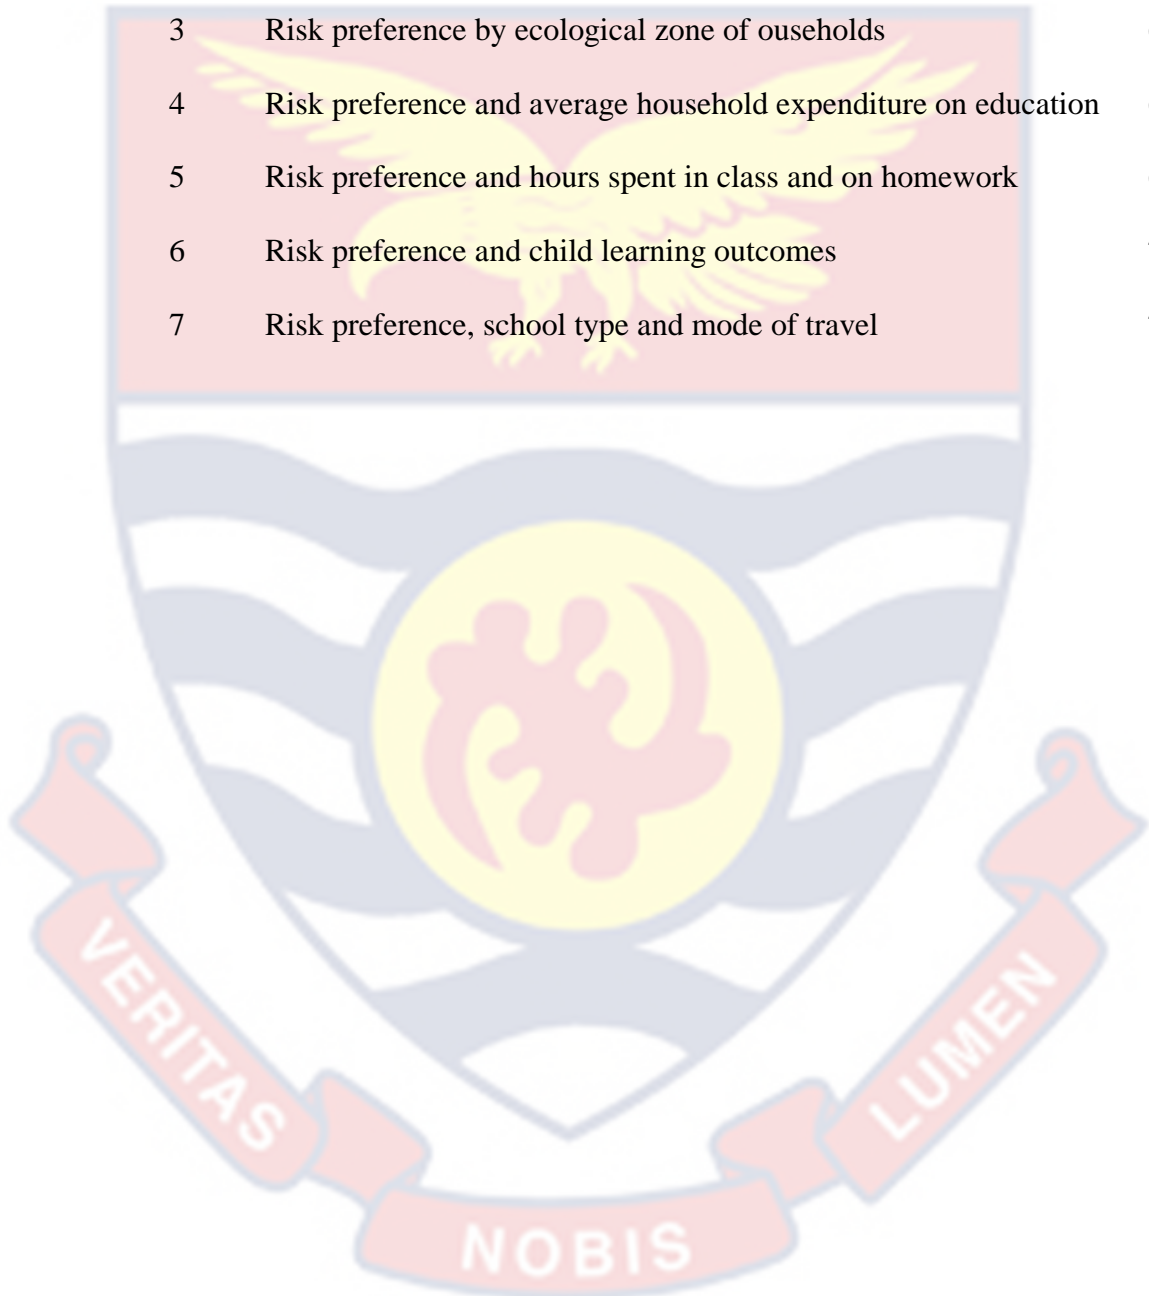 3 Risk preference by ecological zone of ouseholds
4 Risk preference and average household expenditure on education
5 Risk preference and hours spent in class and on homework
6 Risk preference and child learning outcomes
7 Risk preference, school type and mode of travel
VERITAS
NOBIS
LUMEN